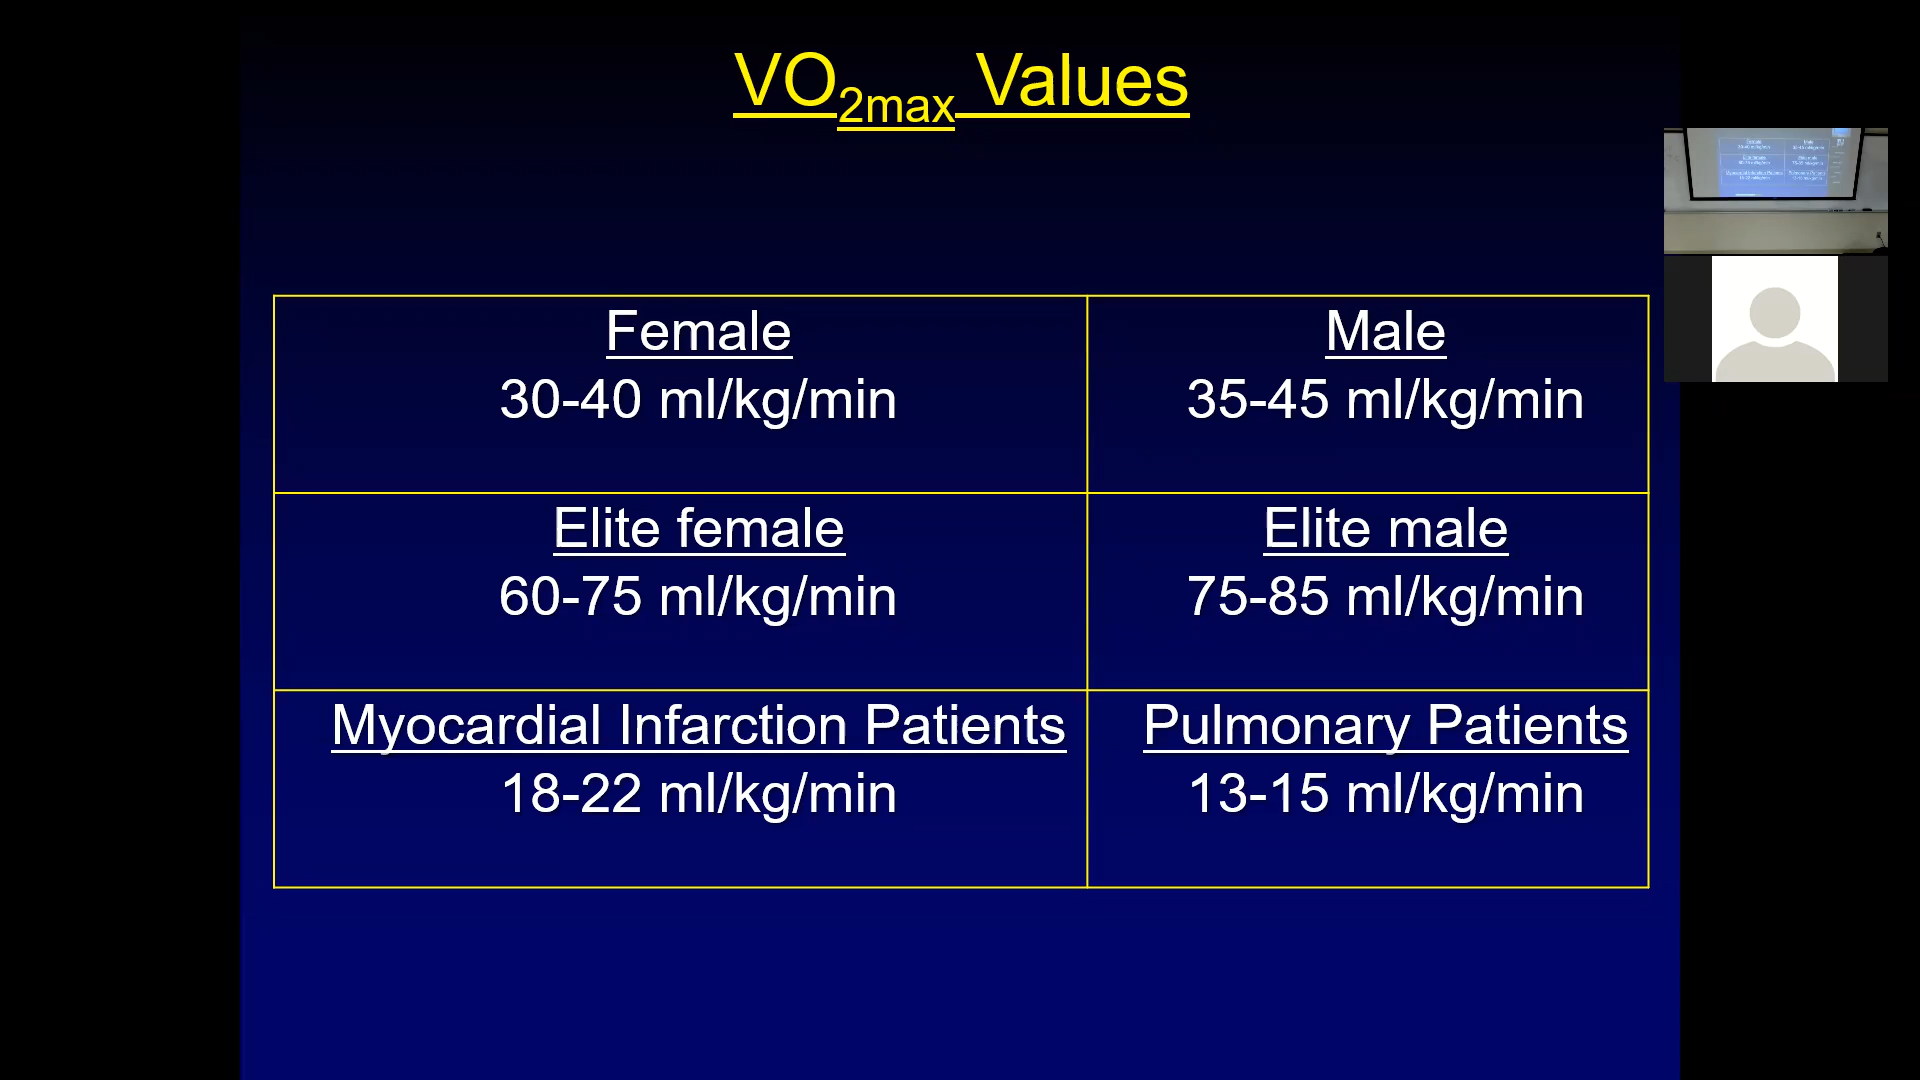 VO2max Values
Female
30-40 ml/kg/min
Male
35-45 ml/kg/min
Elite female
60-75 ml/kg/min
Elite male
75-85 ml/kg/min
Myocardial Infarction Patients
18-22 ml/kg/min
Pulmonary Patients
13-15 ml/kg/min